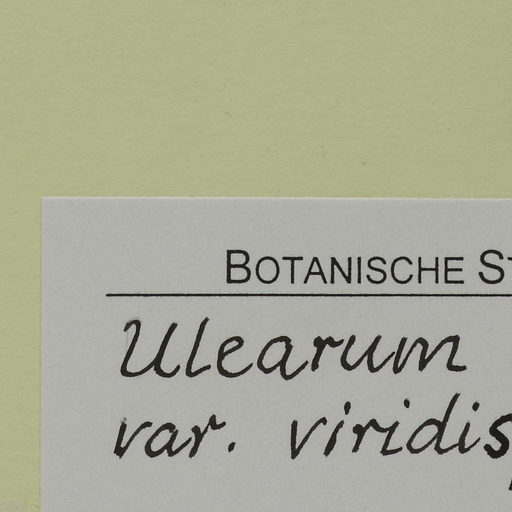 BOTANISCHE
Ulearum
var.